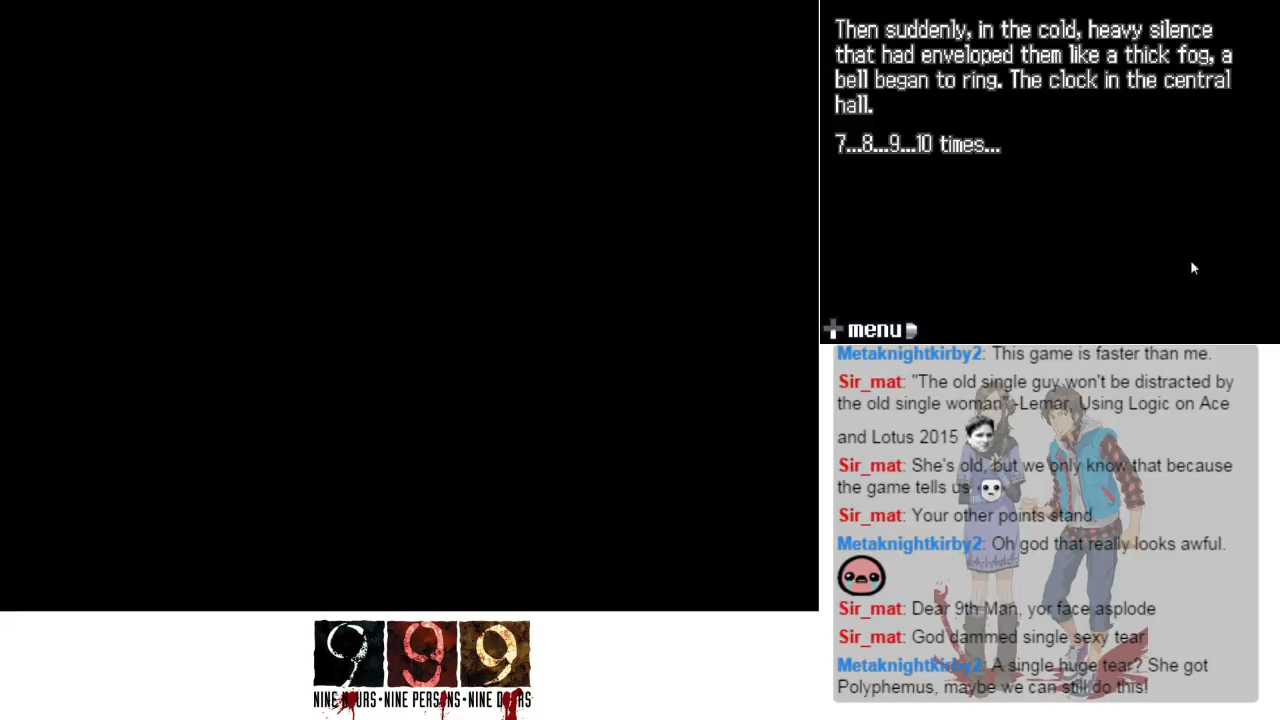 Then suddenly, in the cold, heavy silence
that had enveloped them like a thick fog, a
bell began to ring. The clock in the central
hall.
7...8...9...10 times...
menu
Metaknightkirby2: This game is faster than me.
Sir_mat: "The old single guy won't be distracted by
the old single woman" -Lemar, Using Logic on Ace
and Lotus 2015
Sir_mat: She's old, but we only know that because
the game tells us
Sir_mat: Your other points stand.
Metaknightkirby2: Oh god that really looks awful.
Sir_mat: Dear 9th Man, yor face asplode
Sir_mat: God dammed single sexy tear
Metaknightkirby2: A single huge tear? She got
Polyphemus, maybe we can still do this!
9 9 9
NINE HOURS • NINE PERSONS • NINE DOORS